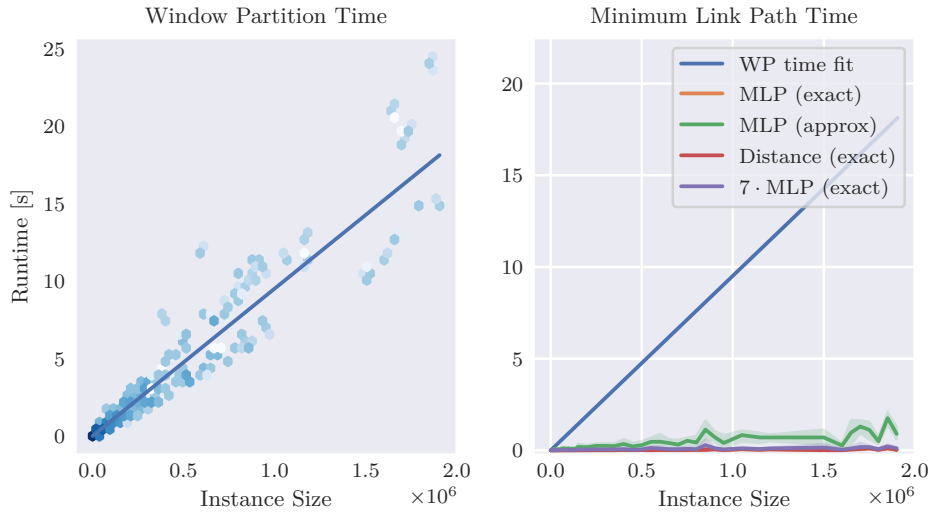 Window Partition Time
Minimum Link Path Time
Runtime [s]
25
20
15
10
5
0
0.0
0.5
1.0
1.5
2.0
×10⁶
Instance Size
20
15
10
5
0
0.0
0.5
1.0
1.5
2.0
×10⁶
Instance Size
WP time fit
MLP (exact)
MLP (approx)
Distance (exact)
7 · MLP (exact)